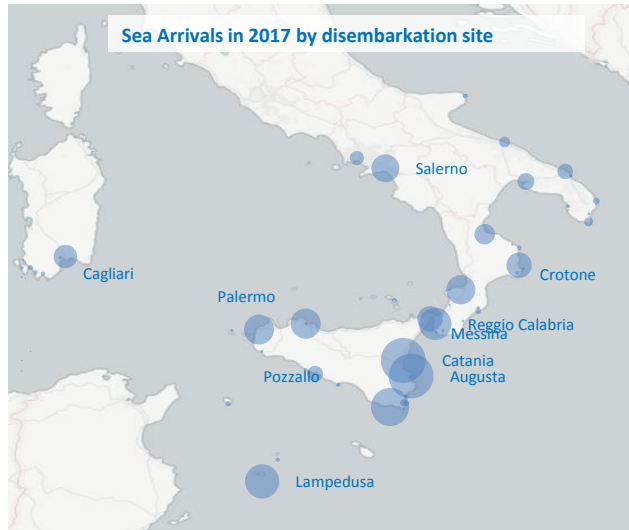 Sea Arrivals in 2017 by disembarkation site
Salerno
Cagliari
Crotone
Palermo
Reggio Calabria
Messina
Catania
Pozzallo
Augusta
Lampedusa